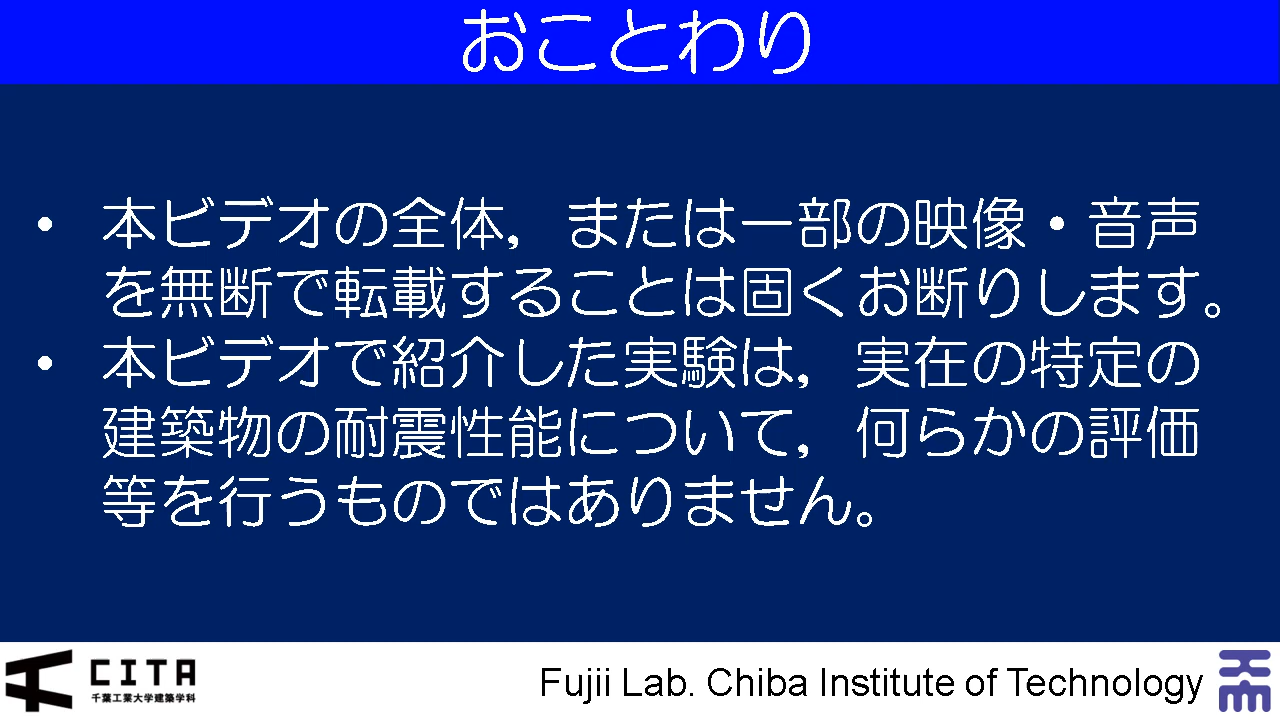 おことわり
• 本ビデオの全体，または一部の映像・音声
を無断で転載することは固くお断りします。
• 本ビデオで紹介した実験は，実在の特定の
建築物の耐震性能について，何らかの評価
等を行うものではありません。
CITA
千葉工業大学建築学科
Fujii Lab. Chiba Institute of Technology